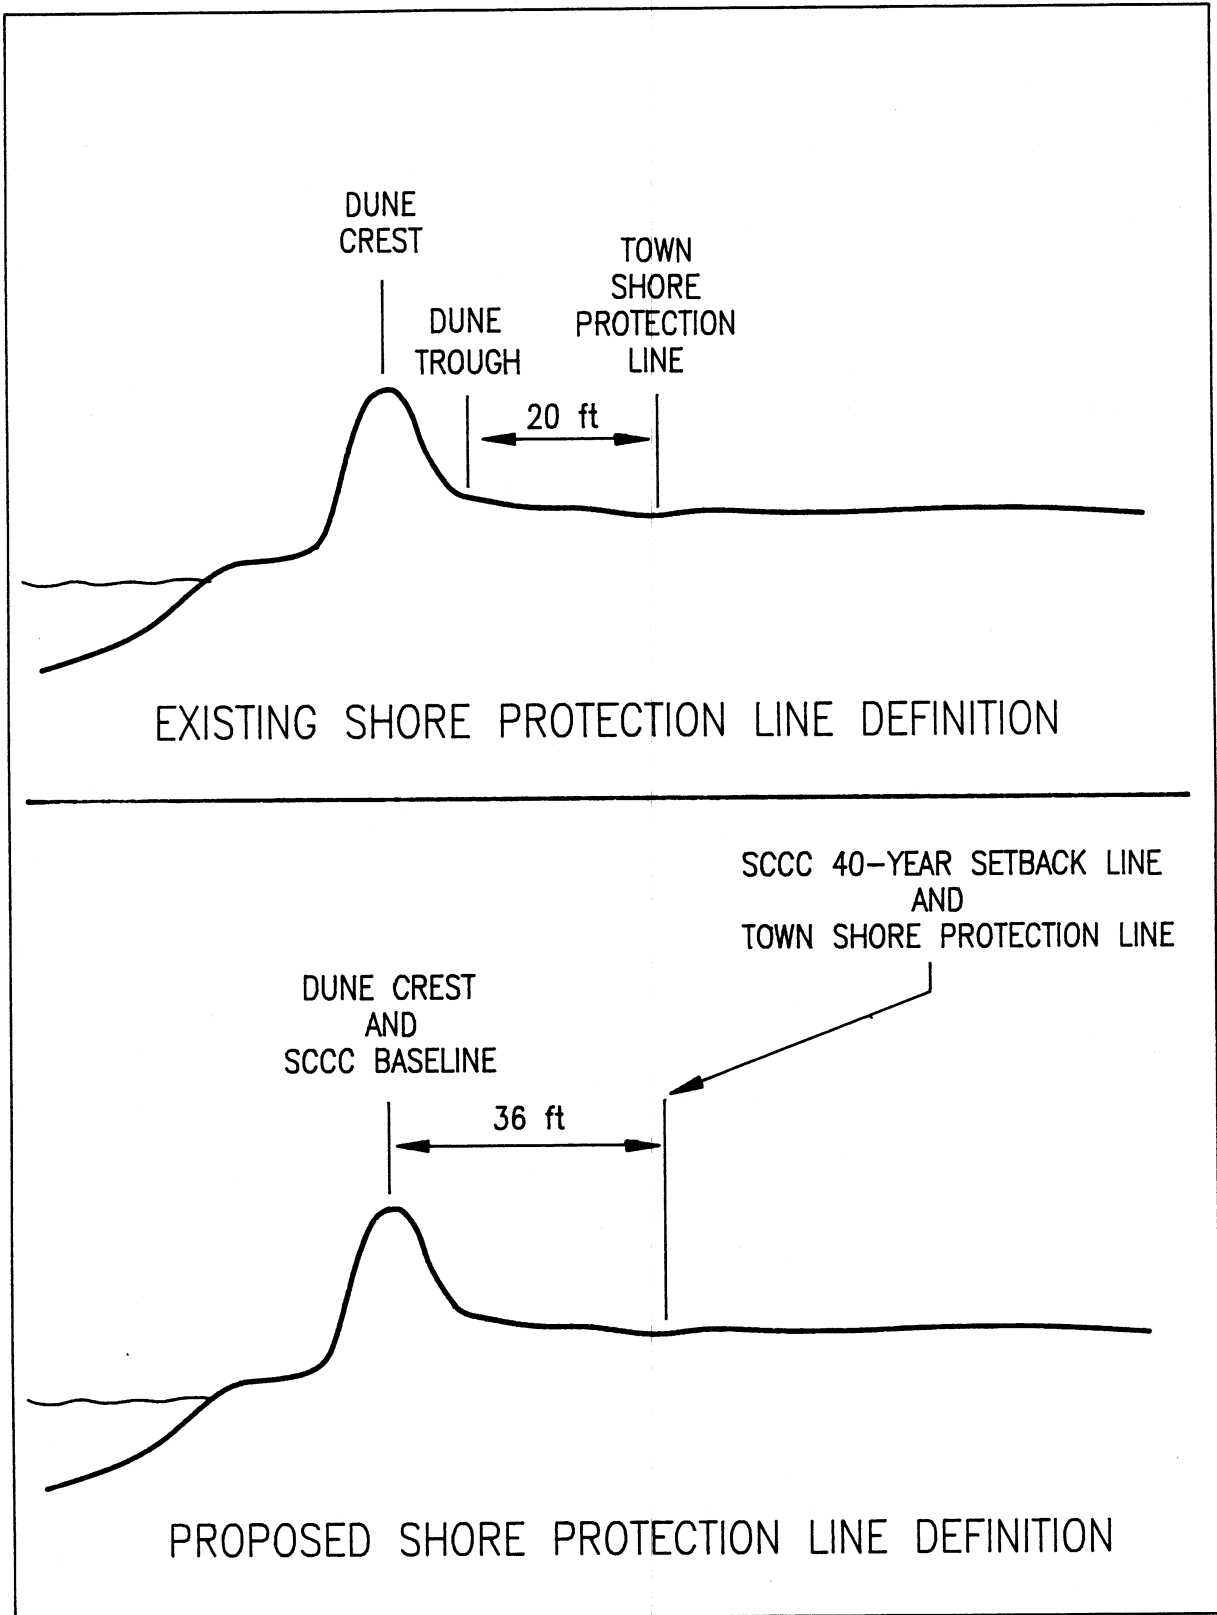 DUNE
CREST
DUNE
TROUGH
TOWN
SHORE
PROTECTION
LINE
20 ft
EXISTING SHORE PROTECTION LINE DEFINITION
SCCC 40-YEAR SETBACK LINE
AND
TOWN SHORE PROTECTION LINE
DUNE CREST
AND
SCCC BASELINE
36 ft
PROPOSED SHORE PROTECTION LINE DEFINITION